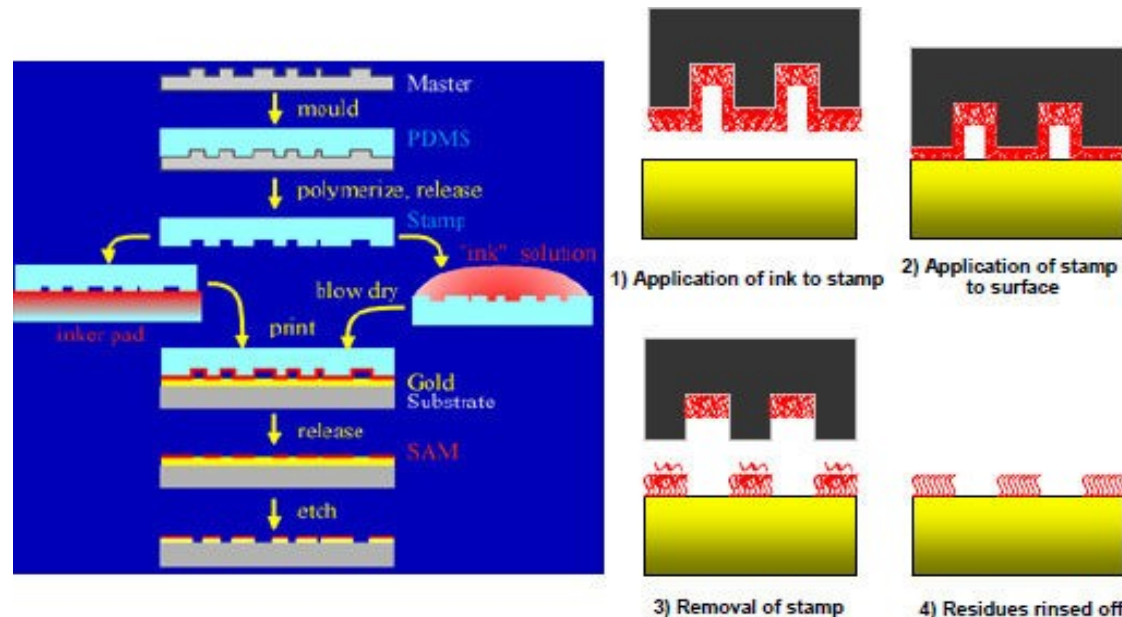 Master
mould
PDMS
polymerize, release
Stamp
"ink" solution
blow dry
inker pad
print
Gold
Substrate
release
SAM
etch
1) Application of ink to stamp
2) Application of stamp
to surface
3) Removal of stamp
4) Residues rinsed off